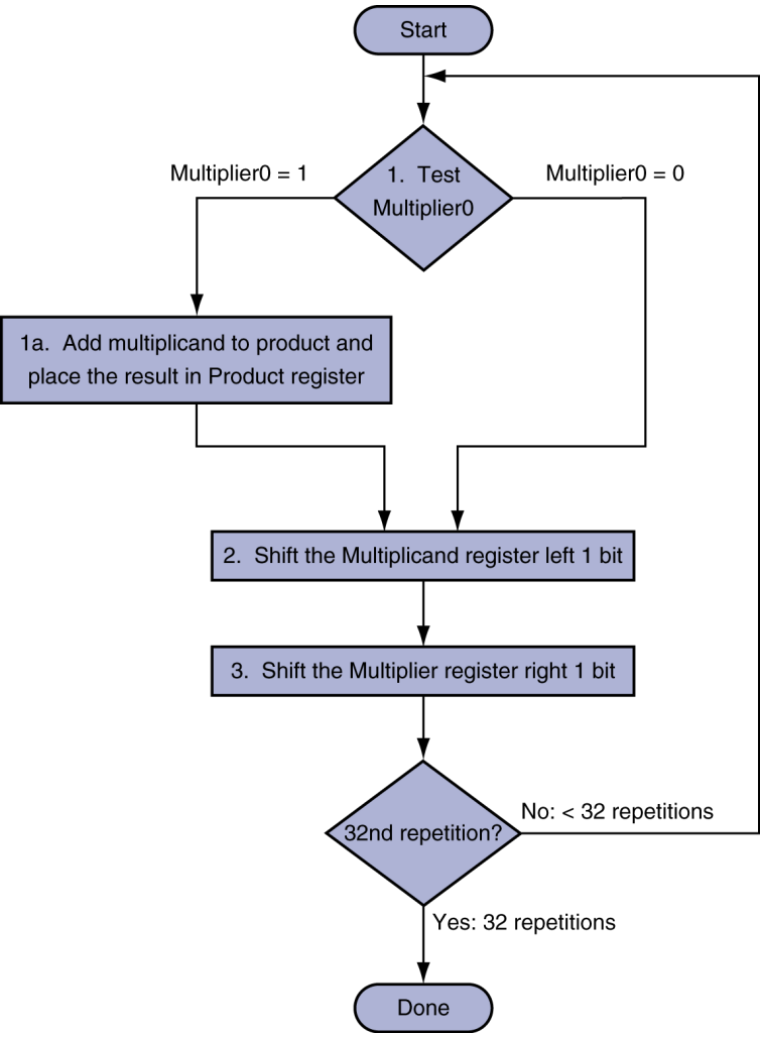 Start
Multiplier0 = 1
1. Test
Multiplier0
Multiplier0 = 0
1a. Add multiplicand to product and
place the result in Product register
2. Shift the Multiplicand register left 1 bit
3. Shift the Multiplier register right 1 bit
32nd repetition?
No: < 32 repetitions
Yes: 32 repetitions
Done